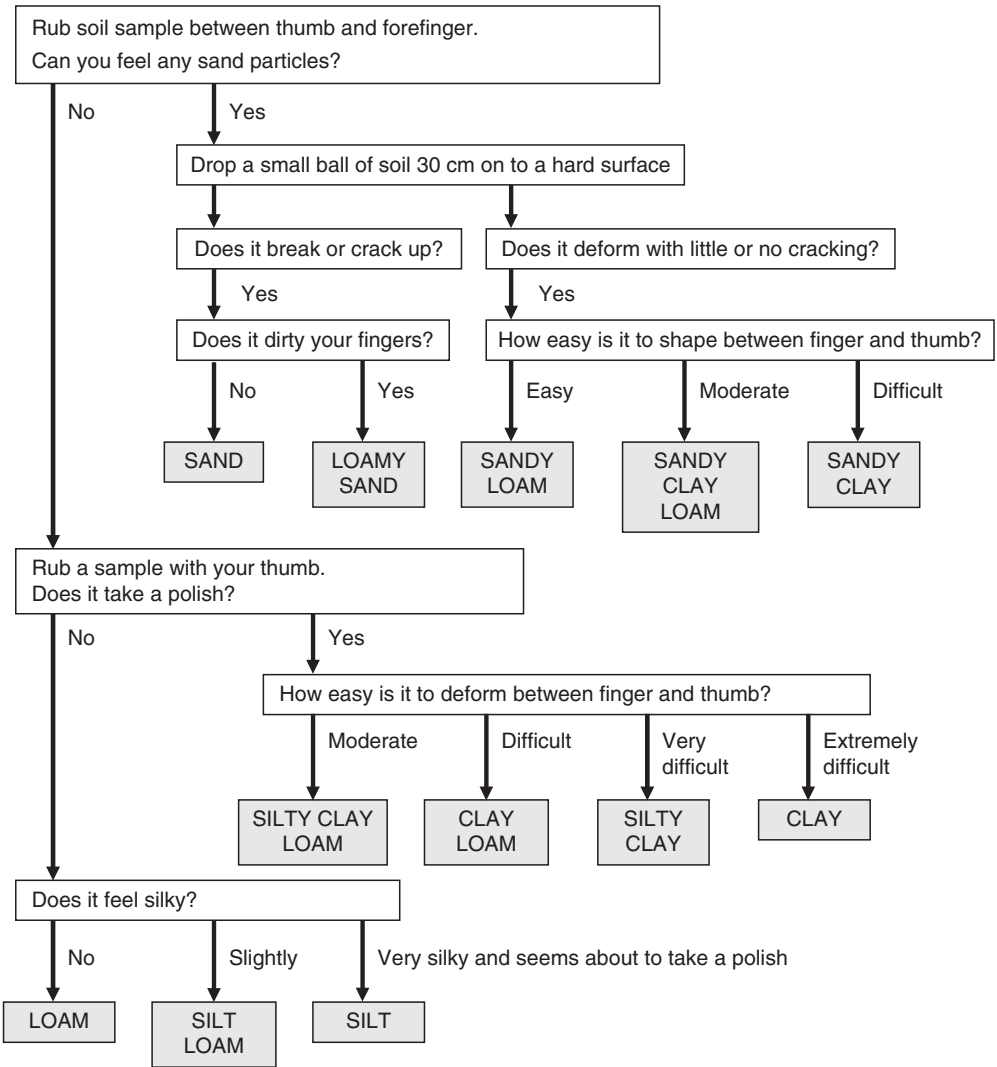 Rub soil sample between thumb and forefinger.
Can you feel any sand particles?
No
Yes
Drop a small ball of soil 30 cm on to a hard surface
Does it break or crack up?
Does it deform with little or no cracking?
Yes
Yes
Does it dirty your fingers?
How easy is it to shape between finger and thumb?
No
Yes
Easy
Moderate
Difficult
SAND
LOAMY
SAND
SANDY
LOAM
SANDY
CLAY
LOAM
SANDY
CLAY
Rub a sample with your thumb.
Does it take a polish?
No
Yes
How easy is it to deform between finger and thumb?
Moderate
Difficult
Very
difficult
Extremely
difficult
SILTY CLAY
LOAM
CLAY
LOAM
SILTY
CLAY
CLAY
Does it feel silky?
No
Slightly
Very silky and seems about to take a polish
LOAM
SILT
LOAM
SILT